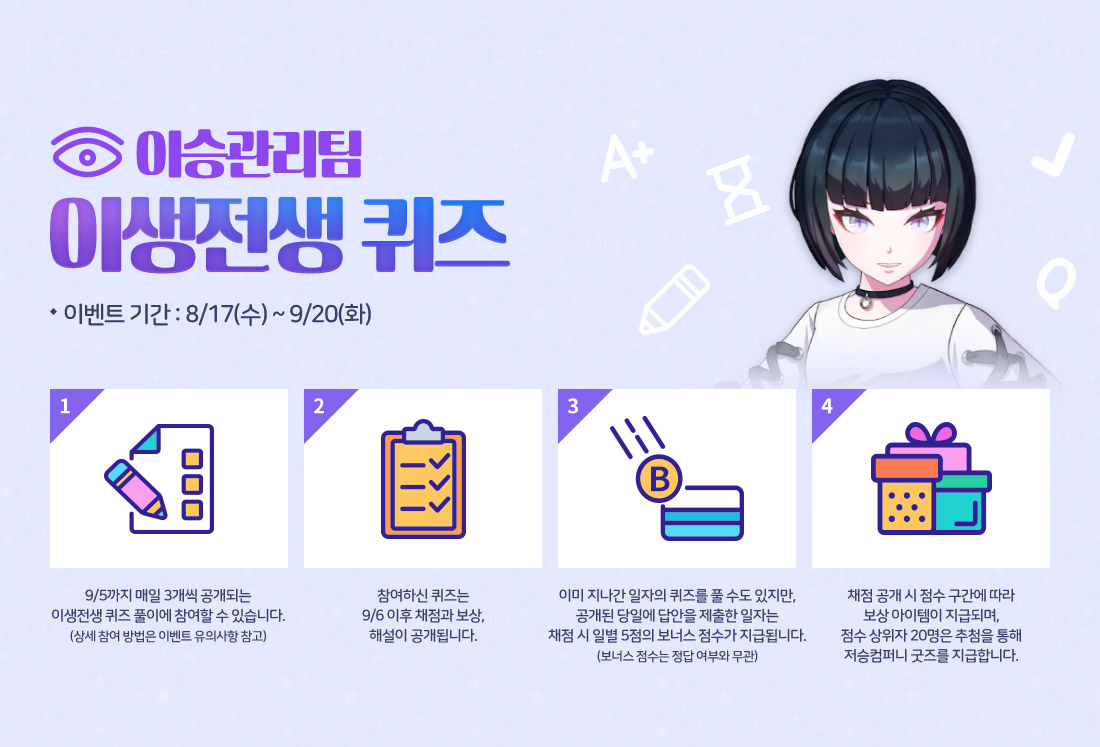 이승관리팀
이생전생 퀴즈
◆ 이벤트 기간 : 8/17(수) ~ 9/20(화)
A+
Q
1
9/5까지 매일 3개씩 공개되는
이생전생 퀴즈 풀이에 참여할 수 있습니다.
(상세 참여 방법은 이벤트 유의사항 참고)
2
참여하신 퀴즈는
9/6 이후 채점과 보상,
해설이 공개됩니다.
3
B
이미 지나간 일자의 퀴즈를 풀 수도 있지만,
공개된 당일에 답안을 제출한 일자는
채점 시 일별 5점의 보너스 점수가 지급됩니다.
(보너스 점수는 정답 여부와 무관)
4
채점 공개 시 점수 구간에 따라
보상 아이템이 지급되며,
점수 상위자 20명은 추첨을 통해
저승컴퍼니 굿즈를 지급합니다.